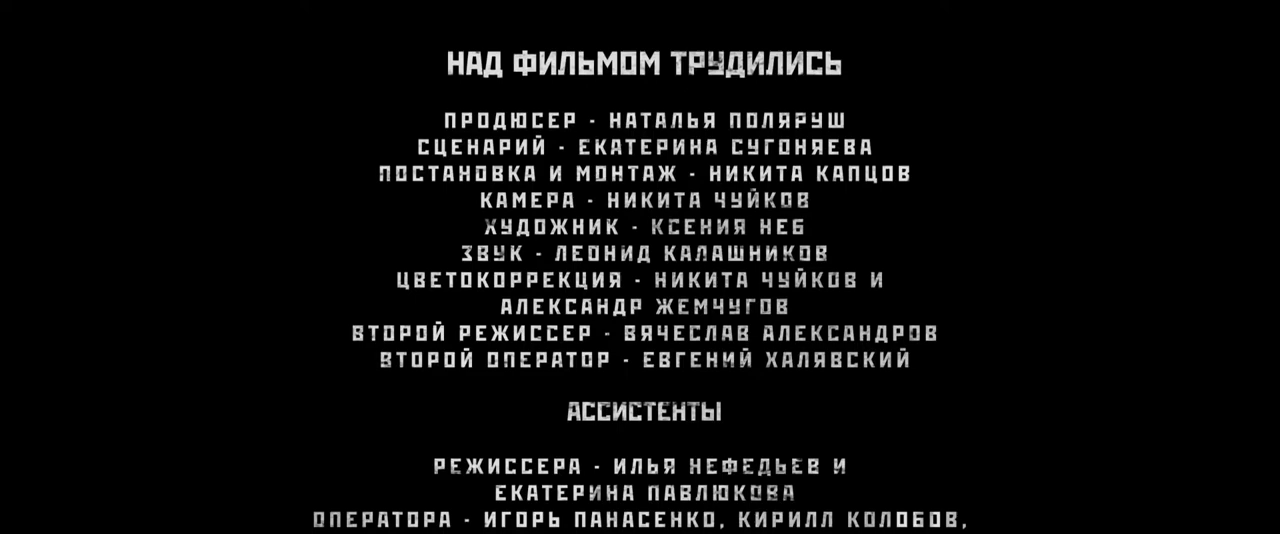 НАД ФИЛЬМОМ ТРУДИЛИСЬ
ПРОДЮСЕР - НАТАЛЬЯ ПОЛЯРУШ
СЦЕНАРИЙ - ЕКАТЕРИНА СУГОНЯЕВА
ПОСТАНОВКА И МОНТАЖ - НИКИТА КАПЦОВ
КАМЕРА - НИКИТА ЧУЙКОВ
ХУДОЖНИК - КСЕНИЯ НЕБ
ЗВУК - ЛЕОНИД КАЛАШНИКОВ
ЦВЕТОКОРРЕКЦИЯ - НИКИТА ЧУЙКОВ И
АЛЕКСАНДР ЖЕМЧУГОВ
ВТОРОЙ РЕЖИССЕР - ВЯЧЕСЛАВ АЛЕКСАНДРОВ
ВТОРОЙ ОПЕРАТОР - ЕВГЕНИЙ ХАЛЯВСКИЙ
АССИСТЕНТЫ
РЕЖИССЕРА - ИЛЬЯ НЕФЕДЬЕВ И
ЕКАТЕРИНА ПАВЛЮКОВА
ОПЕРАТОРА - ИГОРЬ ПАНАСЕНКО, КИРИЛЛ КОЛОБОВ,